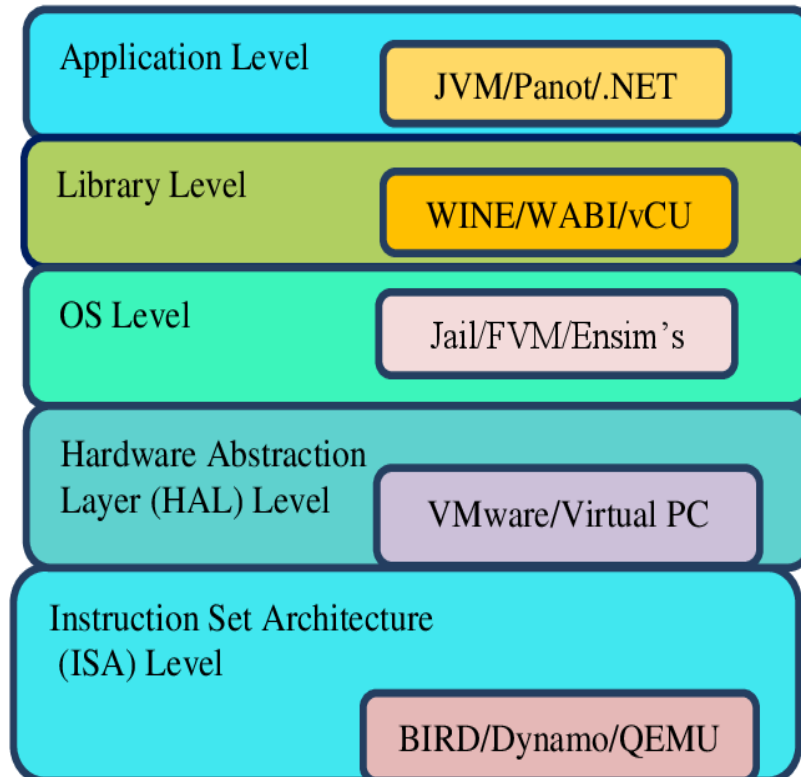 Application Level
JVM/Panot/.NET
Library Level
WINE/WABI/vCU
OS Level
Jail/FVM/Ensim's
Hardware Abstraction
Layer (HAL) Level
VMware/Virtual PC
Instruction Set Architecture
(ISA) Level
BIRD/Dynamo/QEMU